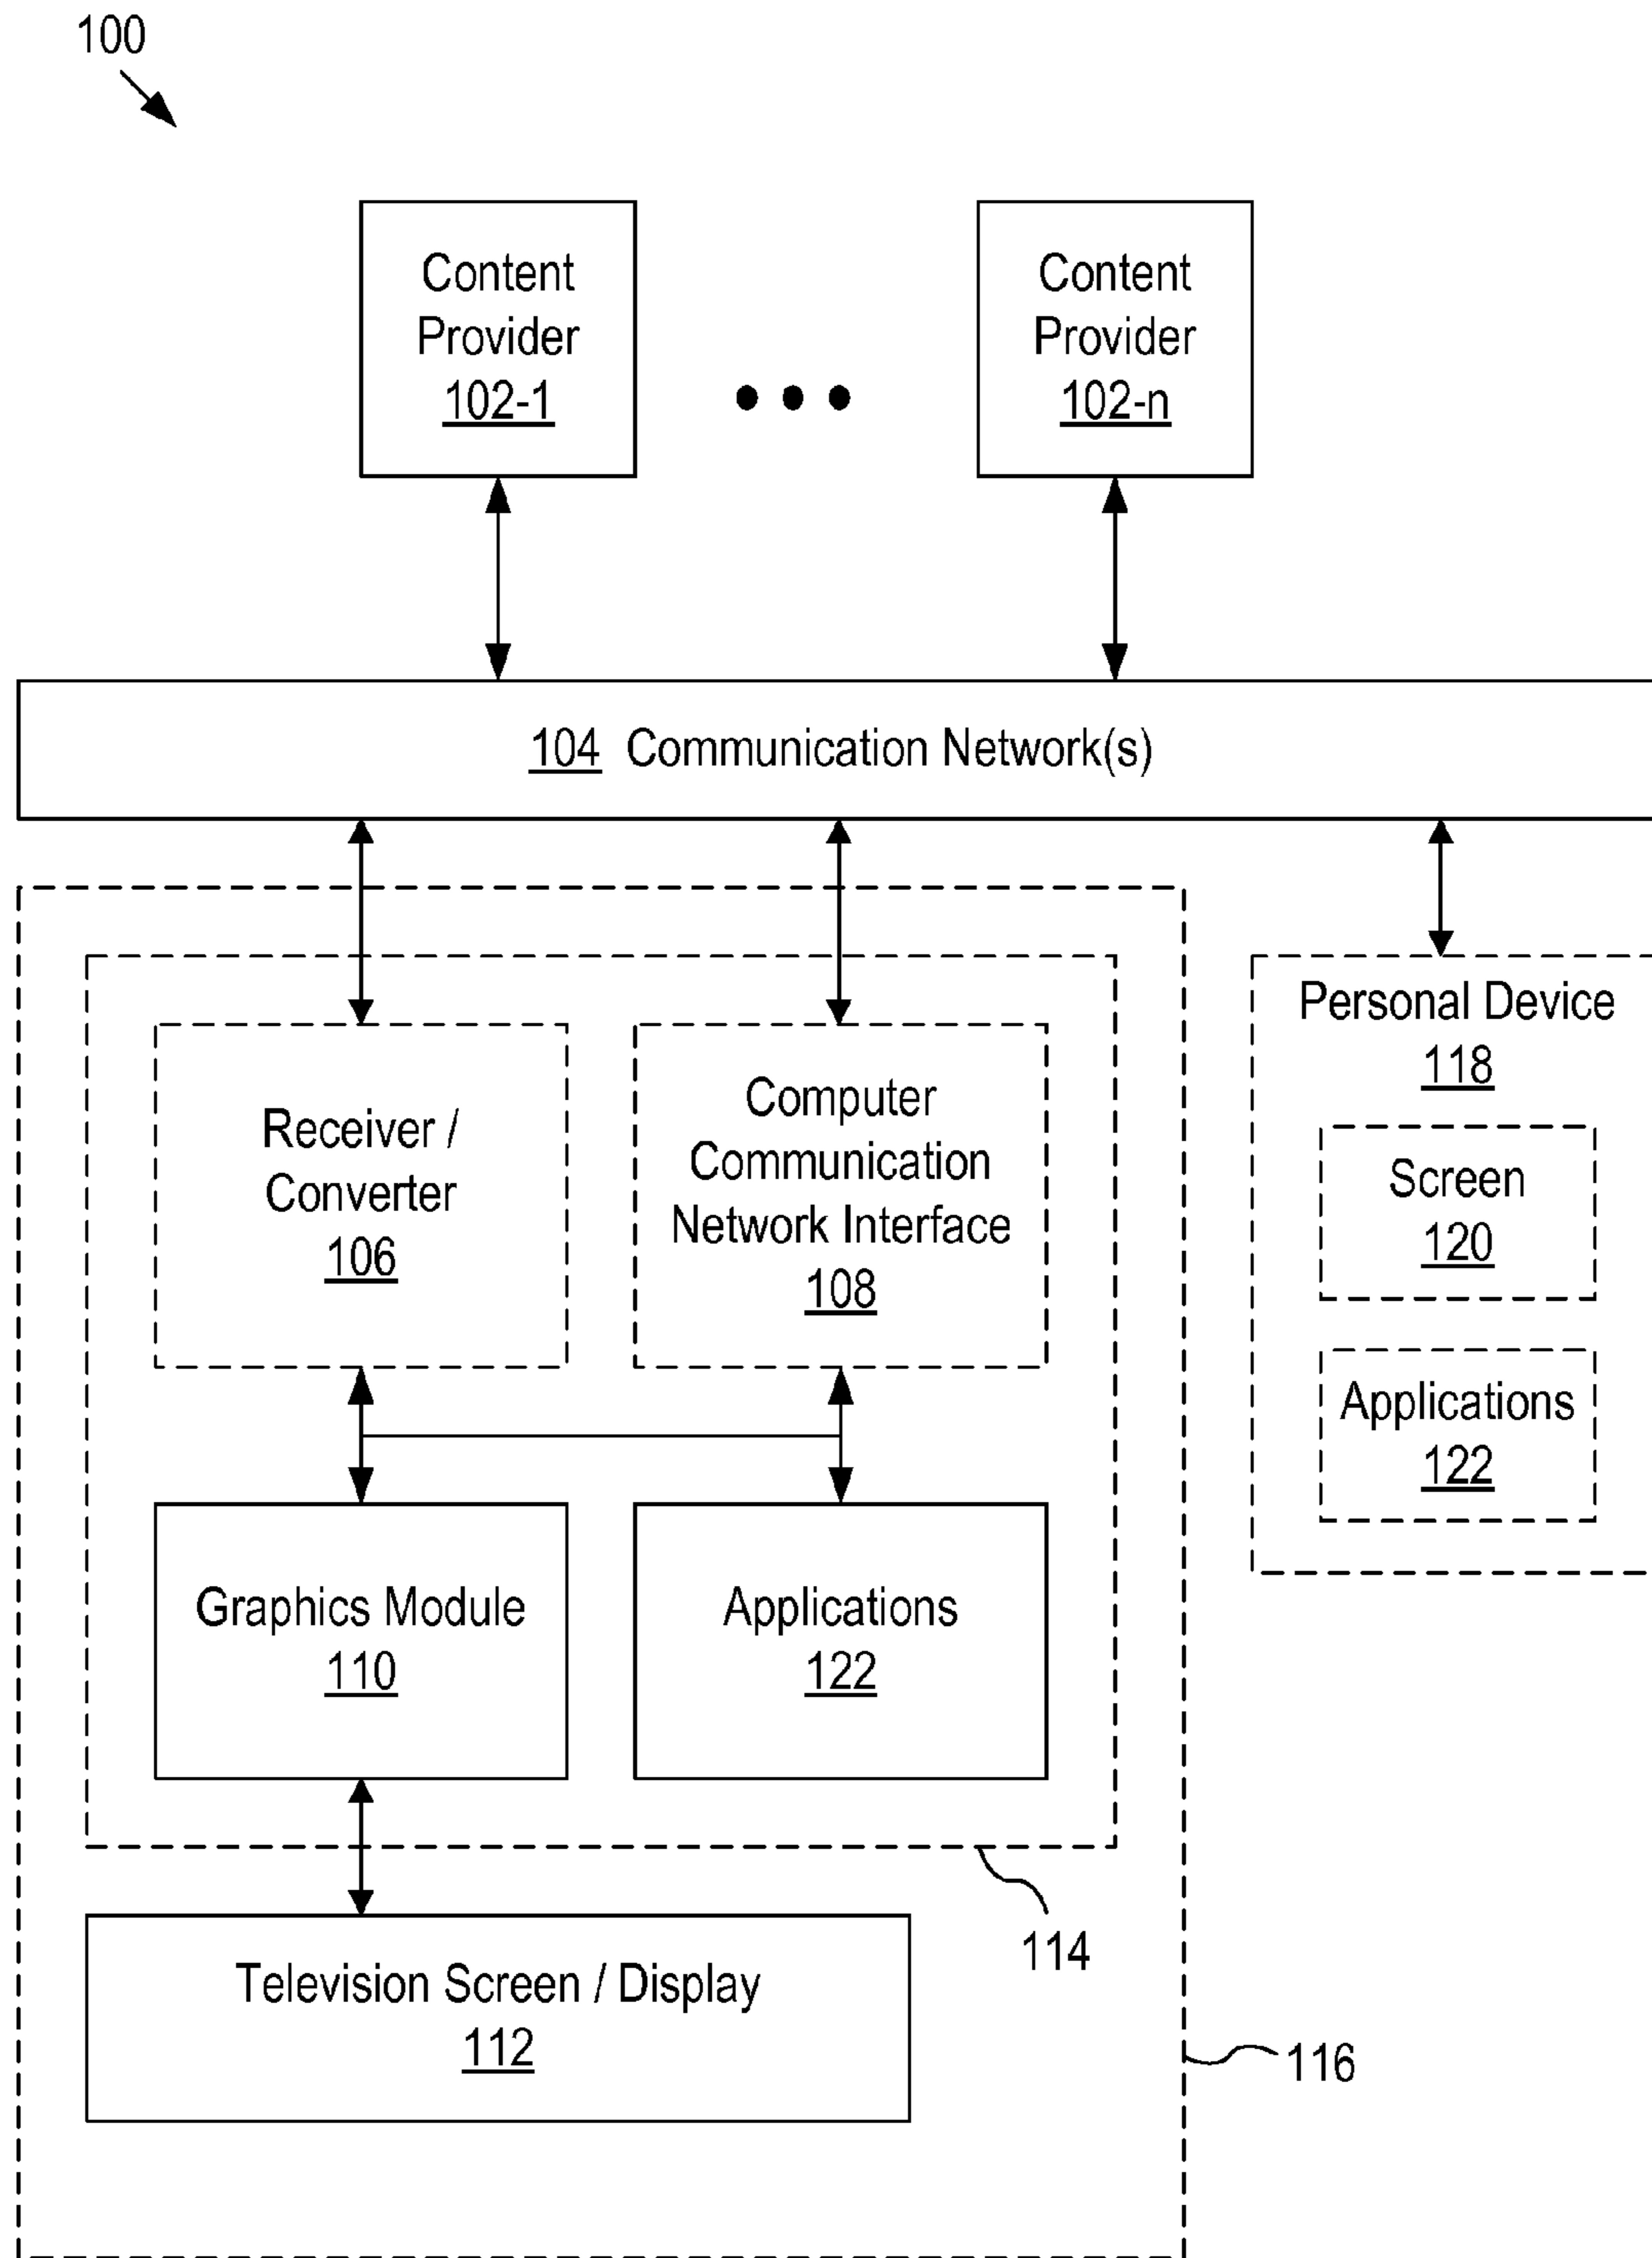 100
Content
Provider
102-1
Content
Provider
102-n
104 Communication Network(s)
Receiver /
Converter
106
Computer
Communication
Network Interface
108
Personal Device
118
Screen
120
Applications
122
Graphics Module
110
Applications
122
114
Television Screen / Display
112
116